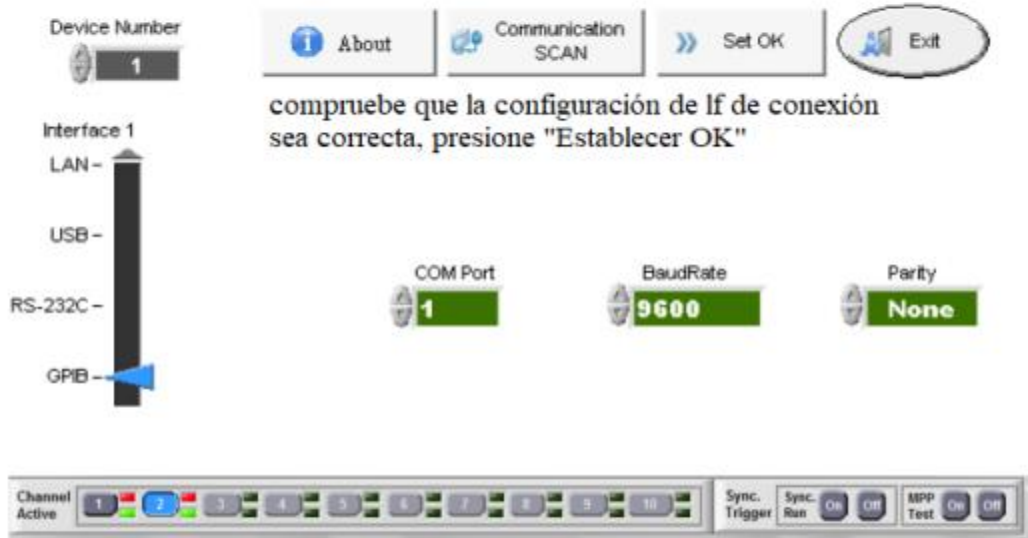 Device Number
1
About
Communication
SCAN
Set OK
Exit
compruebe que la configuración de lf de conexión
sea correcta, presione "Establecer OK"
Interface 1
LAN
USB
RS-232C
GPIB
COM Port
1
BaudRate
9600
Parity
None
Channel
Active
1 2 3 4 5 6 7 8 9 10
Sync.
Trigger
Sync.
Run
On Off
MPP
Test
On Off